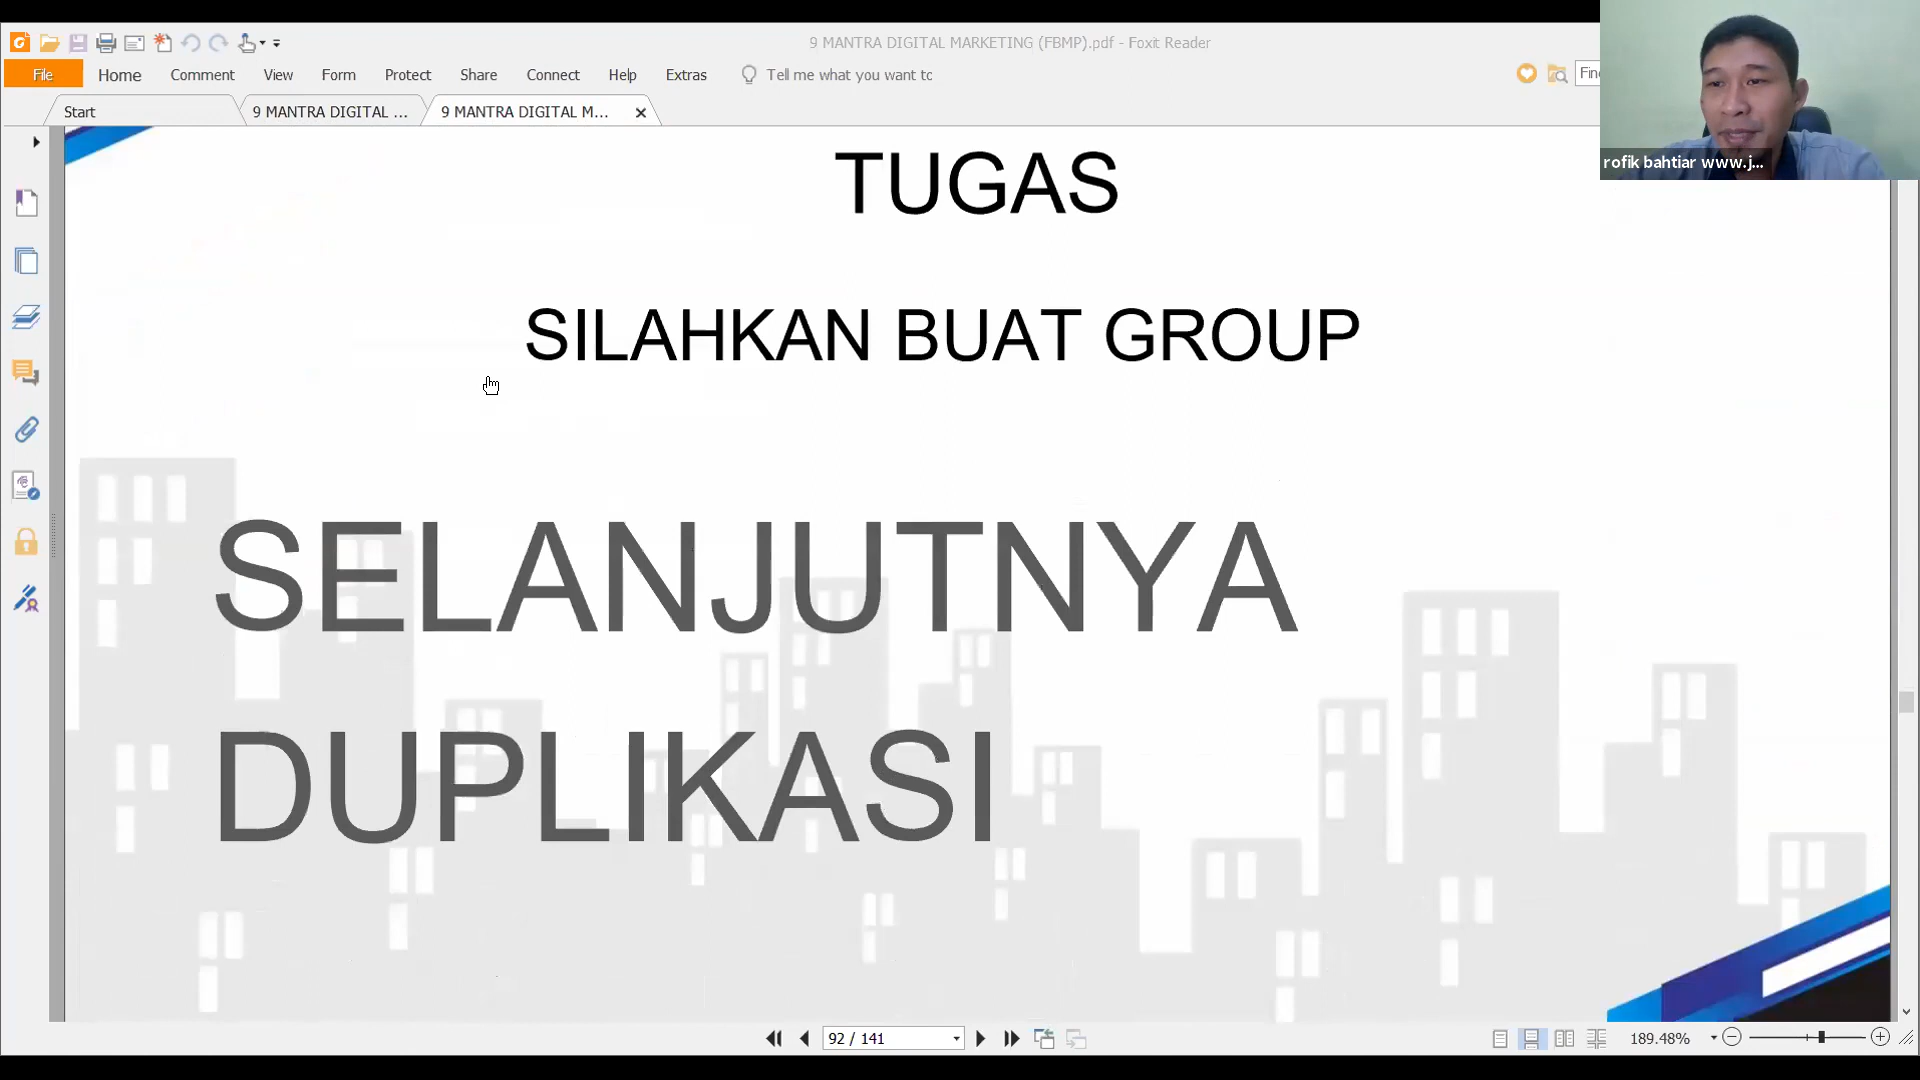 9 MANTRA DIGITAL MARKETING (FBMP).pdf - Foxit Reader
File Home Comment View Form Protect Share Connect Help Extras Tell me what you want to
Start 9 MANTRA DIGITAL ... 9 MANTRA DIGITAL M...
rofik bahtiar www.j...
TUGAS
SILAHKAN BUAT GROUP
SELANJUTNYA
DUPLIKASI
92 / 141
189.48%